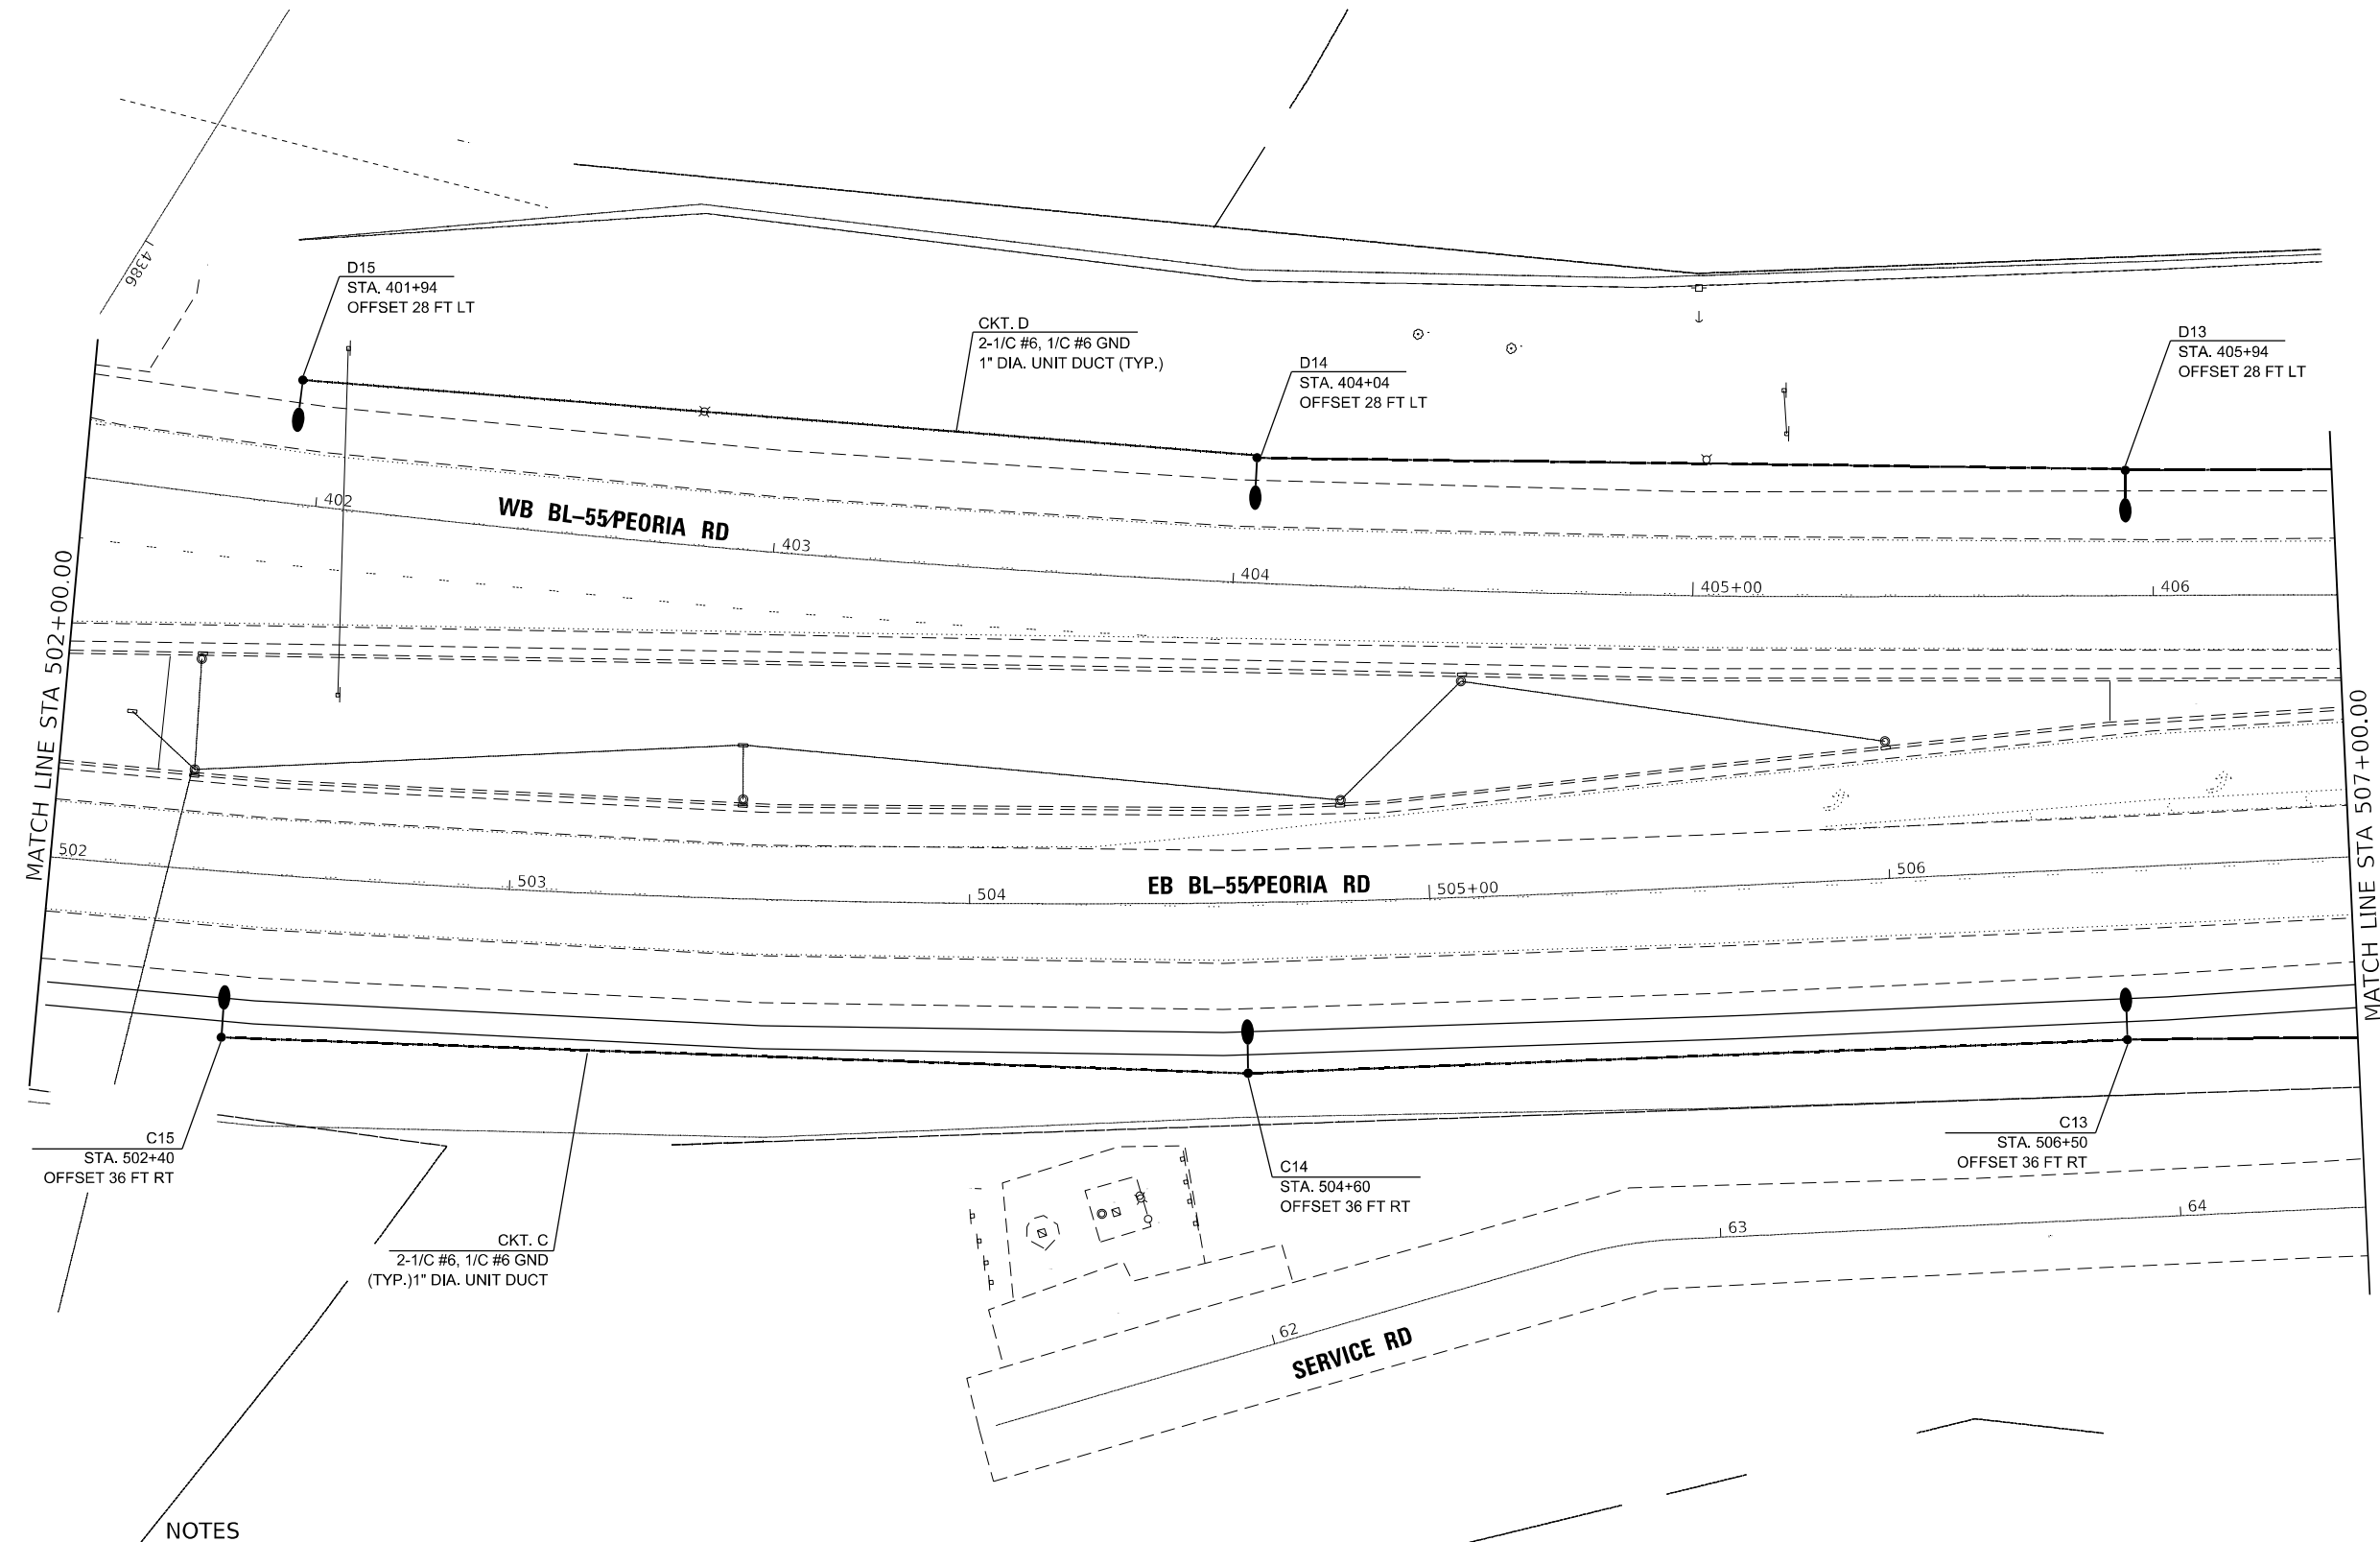 4386
D15
STA. 401+94
OFFSET 28 FT LT
CKT. D
2-1/C #6, 1/C #6 GND
1" DIA. UNIT DUCT (TYP.)
D14
STA. 404+04
OFFSET 28 FT LT
D13
STA. 405+94
OFFSET 28 FT LT
402
WB BL-55/PEORIA RD
403
404
405+00
406
MATCH LINE STA 502+00.00
MATCH LINE STA 507+00.00
502
503
504
EB BL-55/PEORIA RD
505+00
506
C15
STA. 502+40
OFFSET 36 FT RT
C14
STA. 504+60
OFFSET 36 FT RT
C13
STA. 506+50
OFFSET 36 FT RT
CKT. C
2-1/C #6, 1/C #6 GND
(TYP.)1" DIA. UNIT DUCT
62
63
64
SERVICE RD
NOTES